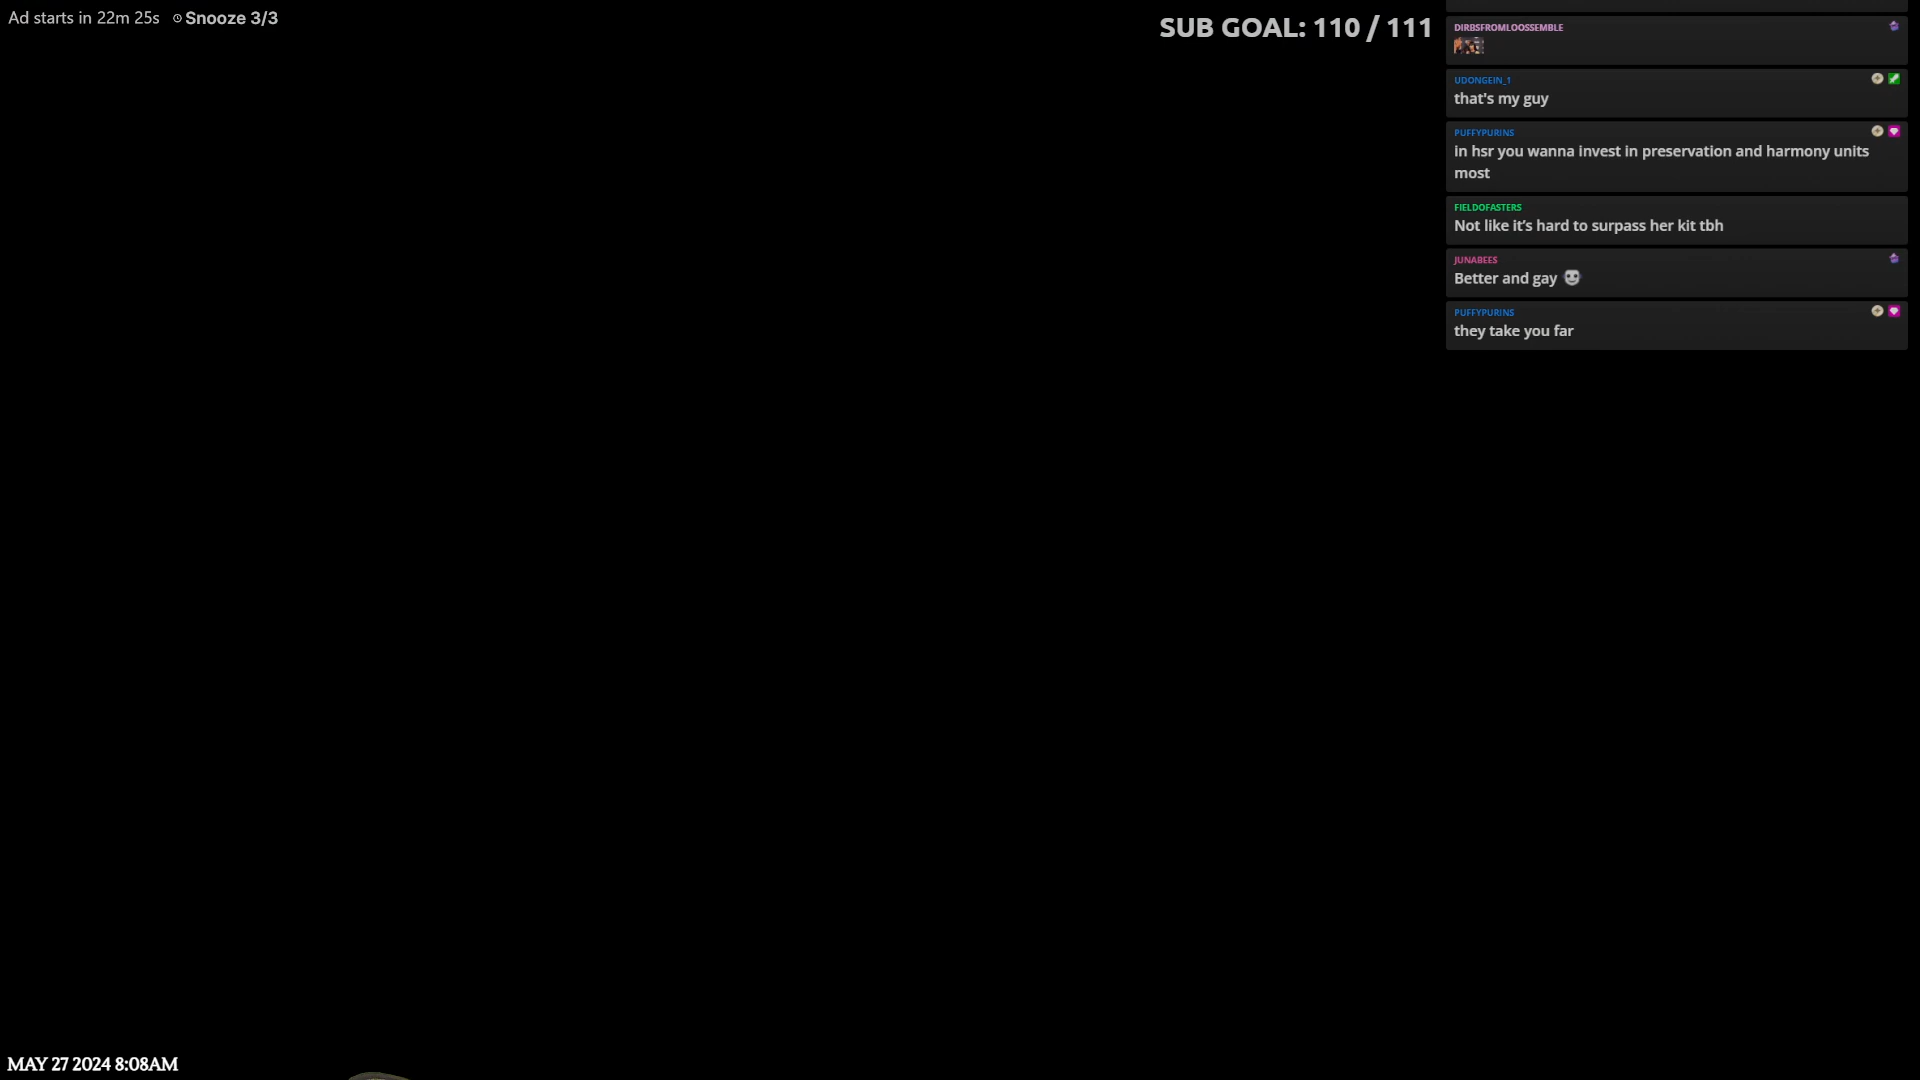 Ad starts in 22m 25s Snooze 3/3
SUB GOAL: 110 / 111
DIRBSFROMLOOSSEMBLE
UDONGEIN_1
that's my guy
PUFFYPURINS
in hsr you wanna invest in preservation and harmony units
most
FIELDOFASTERS
Not like it’s hard to surpass her kit tbh
JUNABEES
Better and gay
PUFFYPURINS
they take you far
MAY 27 2024 8:08AM